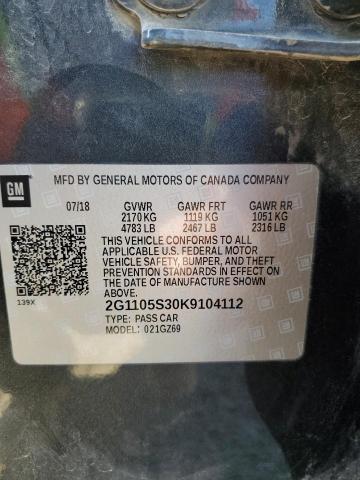 MFD BY GENERAL MOTORS OF CANADA COMPANY
GM
07/18 GVWR GAWR FRT GAWR RR
2170 KG 1119 KG 1051 KG
4783 LB 2467 LB 2316 LB
THIS VEHICLE CONFORMS TO ALL
APPLICABLE U.S. FEDERAL MOTOR
VEHICLE SAFETY, BUMPER, AND THEFT
PREVENTION STANDARDS IN EFFECT ON
THE DATE OF MANUFACTURE SHOWN
ABOVE.
139X
2G1105S30K9104112
TYPE: PASS CAR
MODEL: 021GZ69